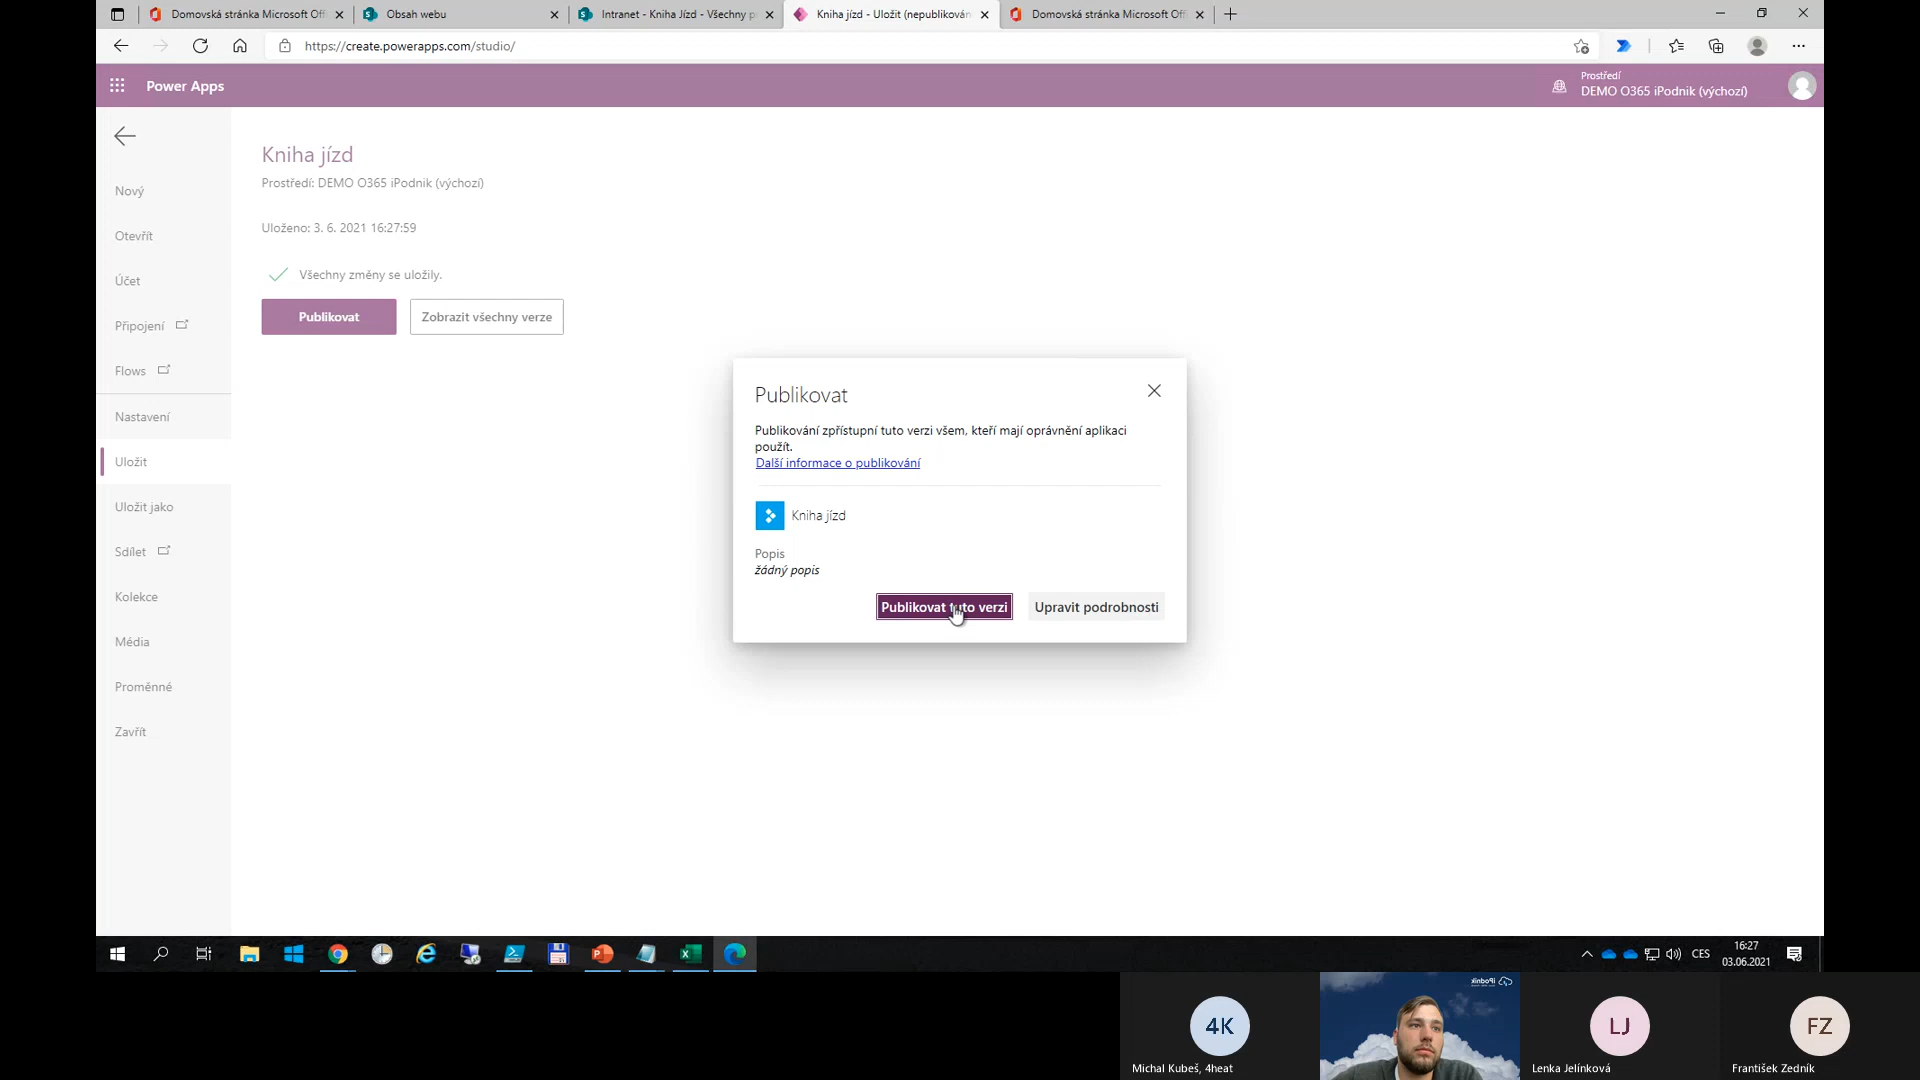 Domovská stránka Microsoft Offi
Obsah webu
Intranet - Kniha Jízd - Všechny p
Kniha jízd - Uložit (nepublikován
Domovská stránka Microsoft Offi
https://create.powerapps.com/studio/
Power Apps
Prostředí
DEMO O365 iPodnik (výchozí)
Kniha jízd
Prostředí: DEMO O365 iPodnik (výchozí)
Nový
Otevřít
Uloženo: 3. 6. 2021 16:27:59
Účet
Všechny změny se uložily.
Připojení
Publikovat
Zobrazit všechny verze
Flows
Nastavení
Uložit
Uložit jako
Sdílet
Kolekce
Média
Proměnné
Zavřít
Publikovat
Publikování zpřístupní tuto verzi všem, kteří mají oprávnění aplikaci
použít.
Další informace o publikování
Kniha jízd
Popis
žádný popis
Publikovat tuto verzi
Upravit podrobnosti
CES
16:27
03.06.2021
iPodnik
4K
Michal Kubeš, 4heat
LJ
Lenka Jelínková
FZ
František Zedník